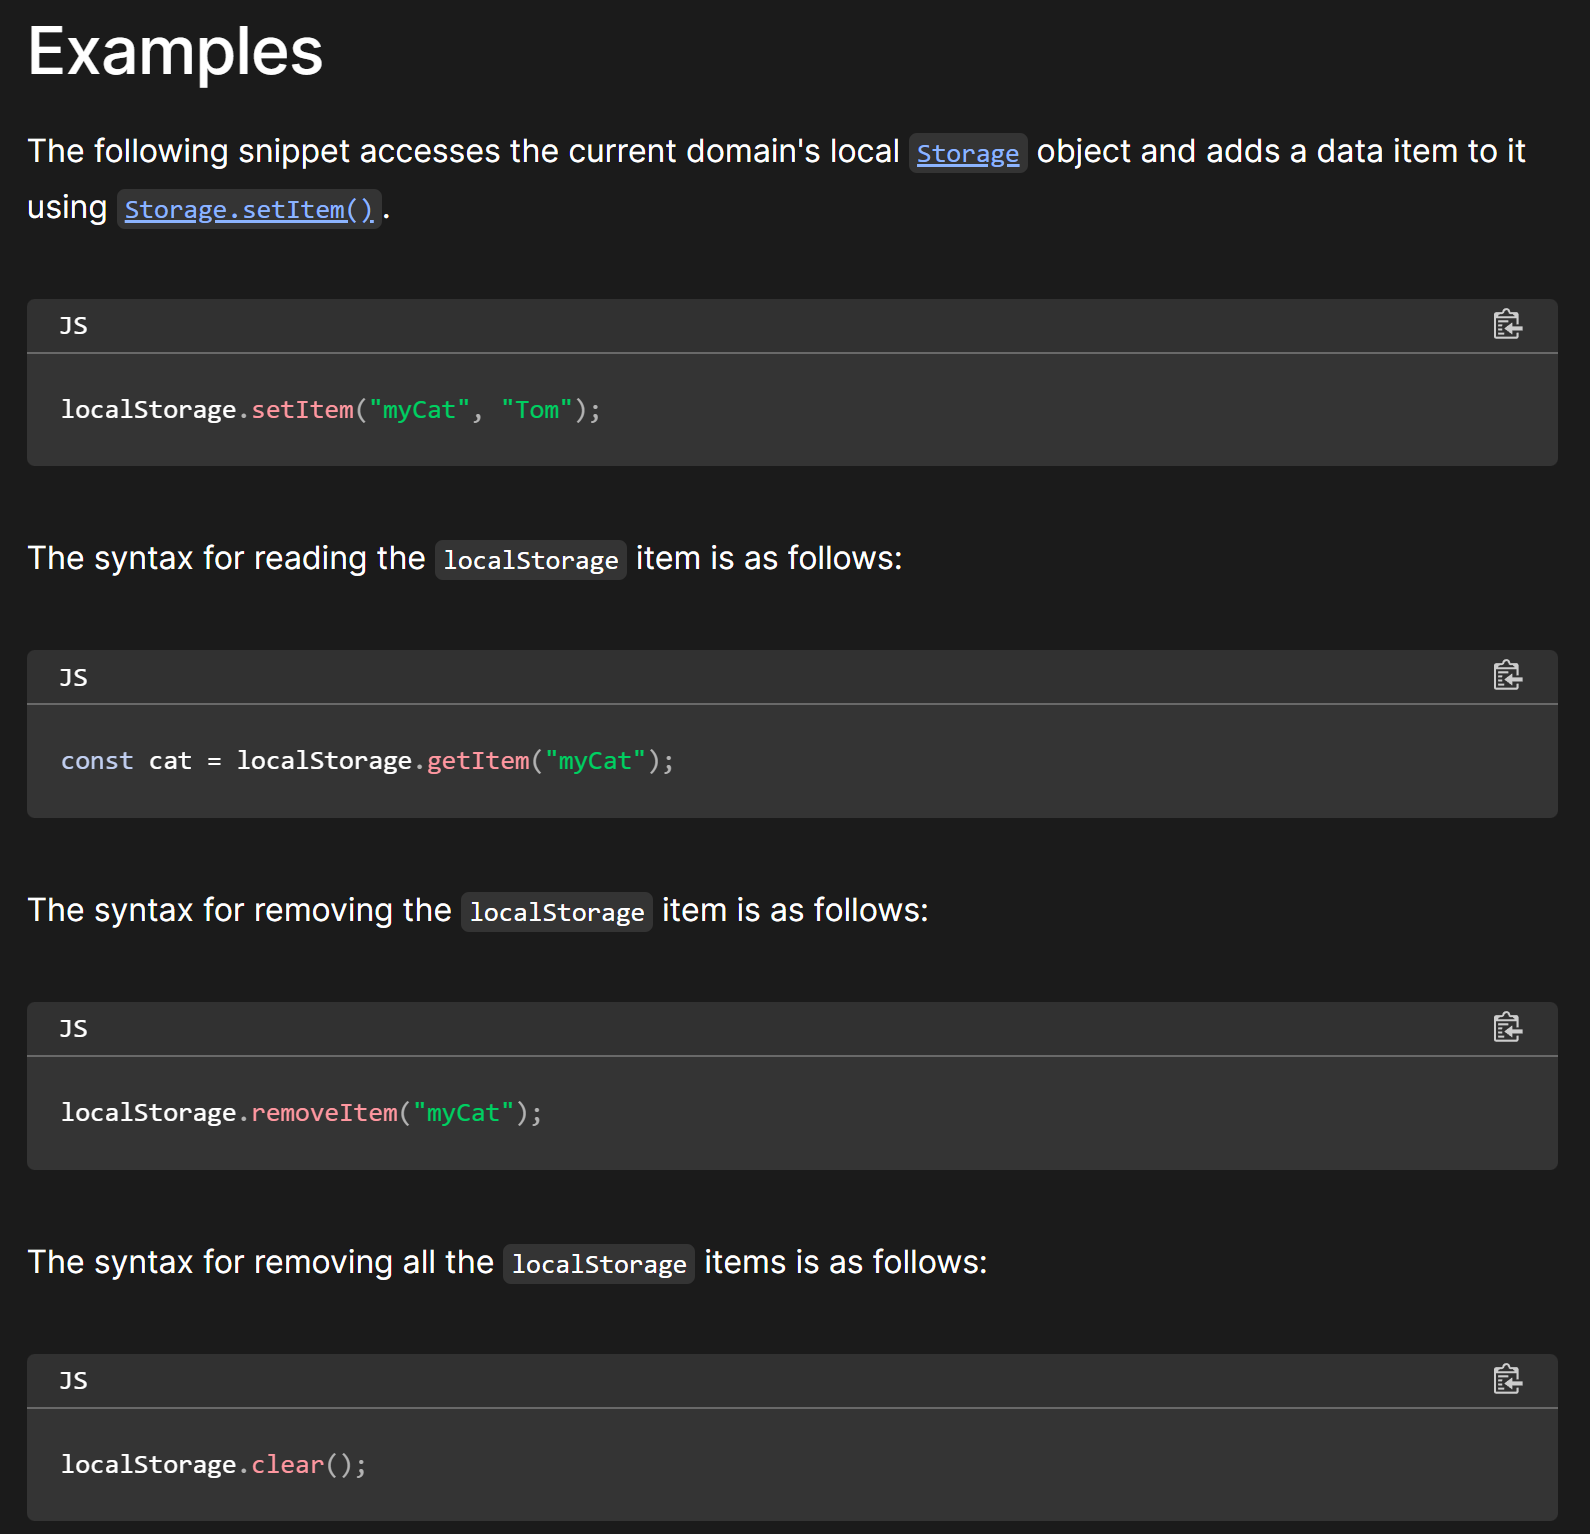 Examples
The following snippet accesses the current domain's local Storage object and adds a data item to it
using Storage.setItem().
JS
localStorage.setItem("myCat", "Tom");
The syntax for reading the localStorage item is as follows:
JS
const cat = localStorage.getItem("myCat");
The syntax for removing the localStorage item is as follows:
JS
localStorage.removeItem("myCat");
The syntax for removing all the localStorage items is as follows:
JS
localStorage.clear();